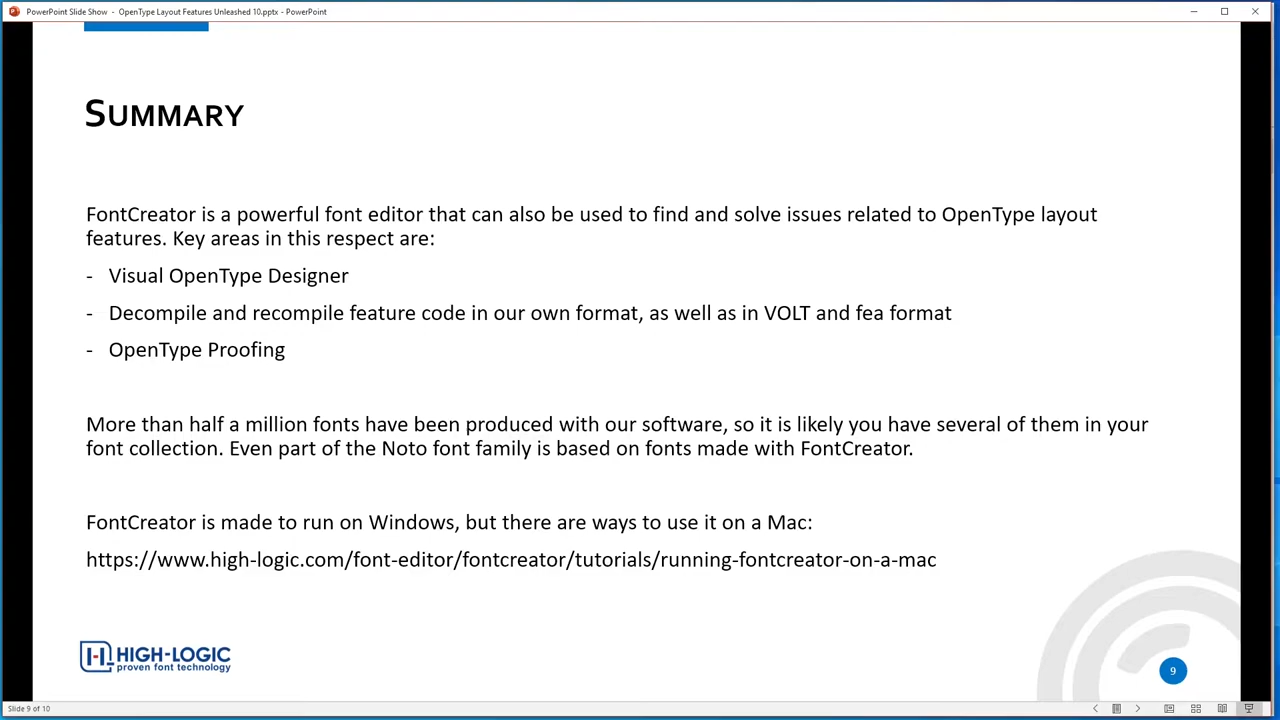 PowerPoint Slide Show - OpenType Layout Features Unleashed 10.pptx - PowerPoint
SUMMARY
FontCreator is a powerful font editor that can also be used to find and solve issues related to OpenType layout
features. Key areas in this respect are:
- Visual OpenType Designer
- Decompile and recompile feature code in our own format, as well as in VOLT and fea format
- OpenType Proofing
More than half a million fonts have been produced with our software, so it is likely you have several of them in your
font collection. Even part of the Noto font family is based on fonts made with FontCreator.
FontCreator is made to run on Windows, but there are ways to use it on a Mac:
https://www.high-logic.com/font-editor/fontcreator/tutorials/running-fontcreator-on-a-mac
HIGH-LOGIC
proven font technology
9
Slide 9 of 10